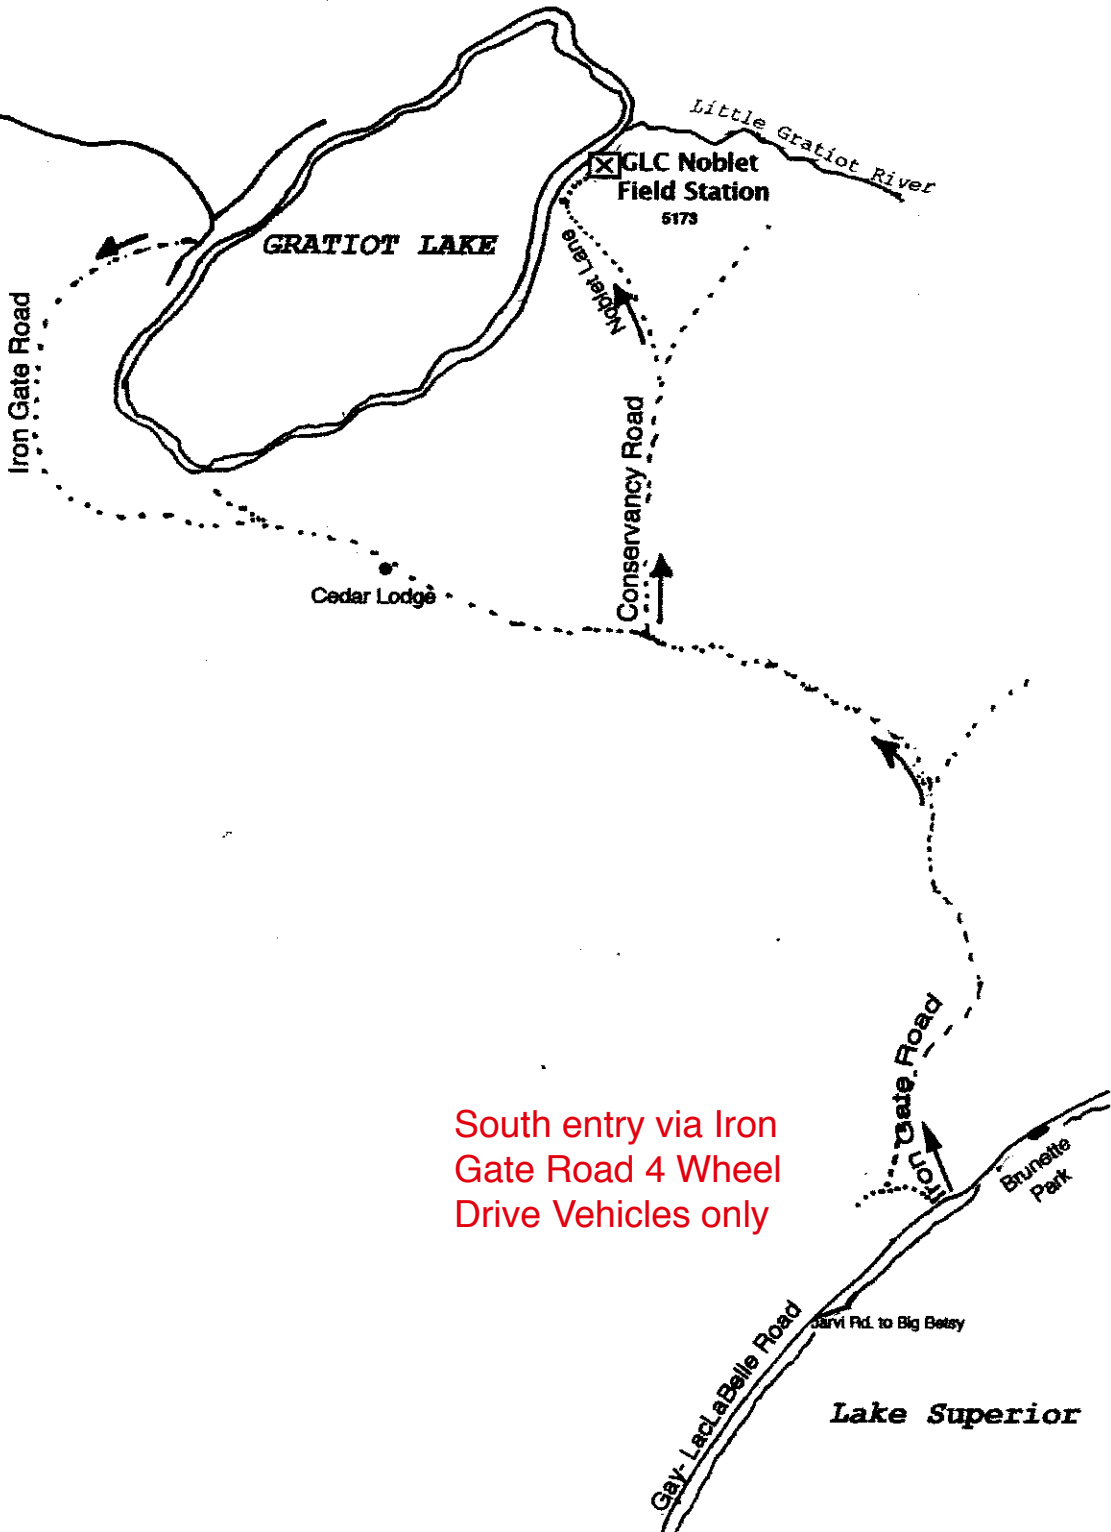 Little Gratiot River
GLC Noblet
Field Station
5173
GRATIOT LAKE
Noblet Lane
Iron Gate Road
Conservancy Road
Cedar Lodge
Iron Gate Road
South entry via Iron
Gate Road 4 Wheel
Drive Vehicles only
Brunette
Park
Jarvi Rd. to Big Betsy
Gay-LacLaBelle Road
Lake Superior